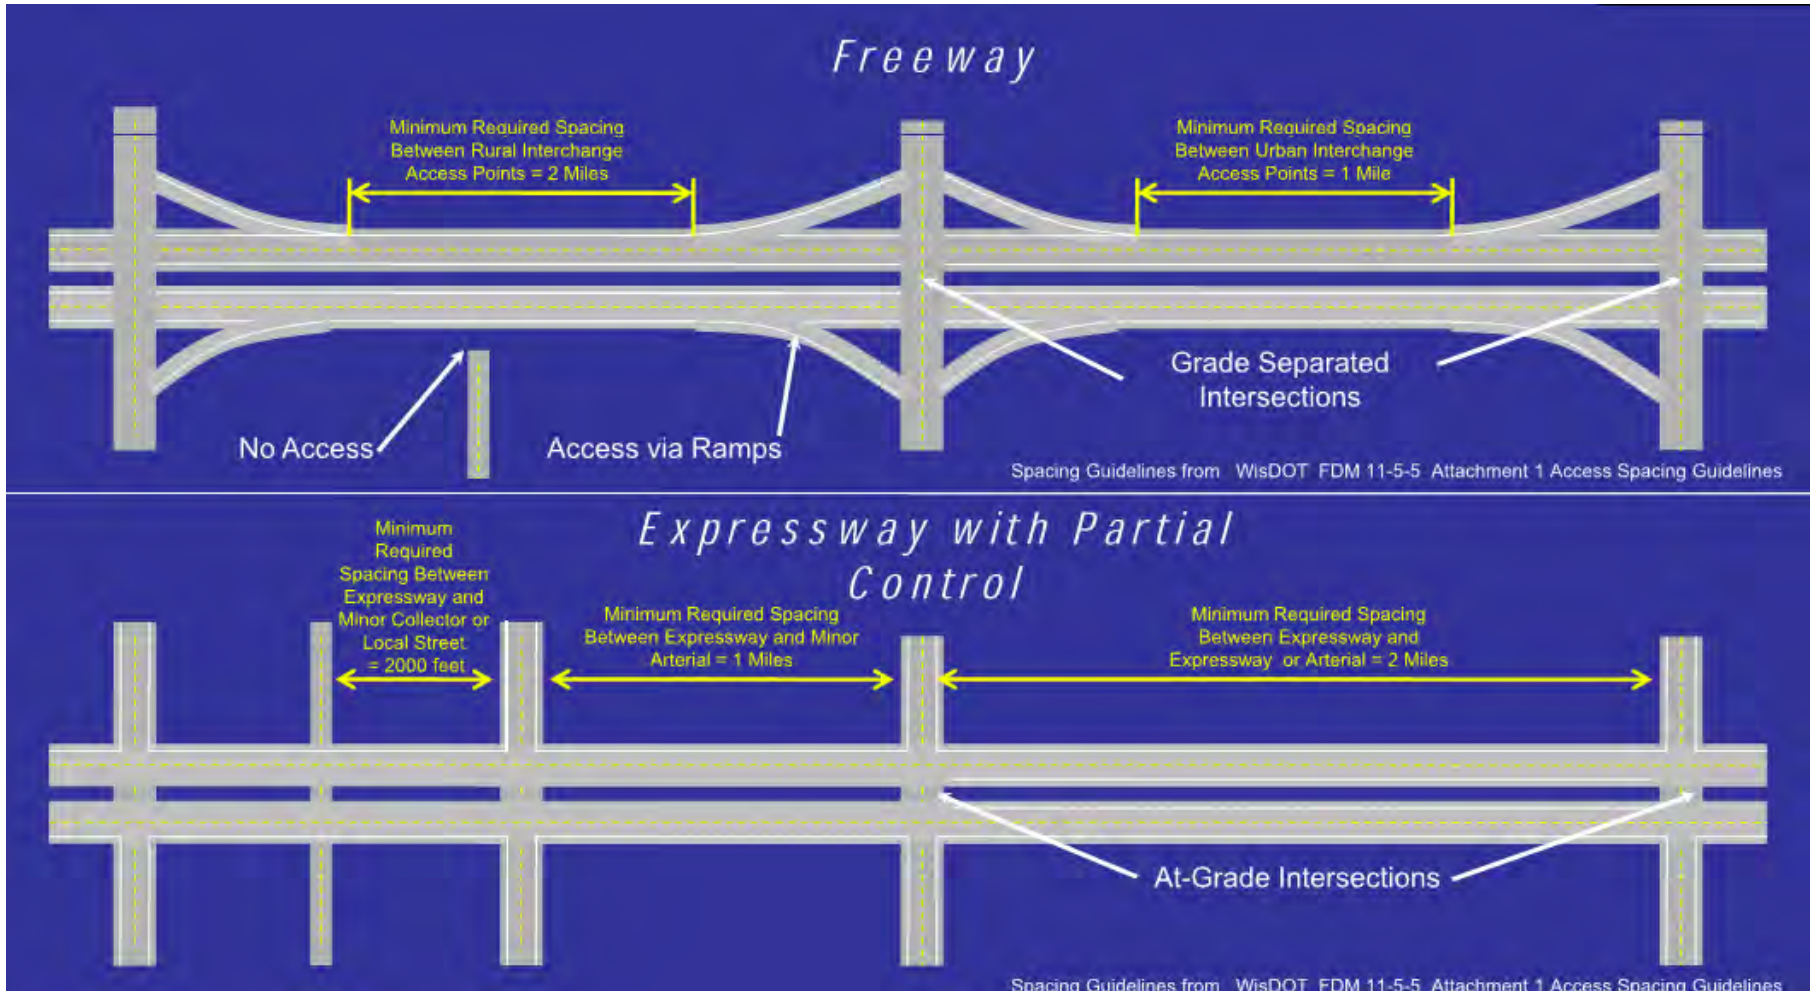 Freeway
Minimum Required Spacing
Between Rural Interchange
Access Points = 2 Miles
Minimum Required Spacing
Between Urban Interchange
Access Points = 1 Mile
Grade Separated
Intersections
No Access
Access via Ramps
Spacing Guidelines from WisDOT FDM 11-5-5 Attachment 1 Access Spacing Guidelines
Expressway with Partial
Control
Minimum
Required
Spacing Between
Expressway and
Minor Collector or
Local Street
= 2000 feet
Minimum Required Spacing
Between Expressway and Minor
Arterial = 1 Miles
Minimum Required Spacing
Between Expressway and
Expressway or Arterial = 2 Miles
At-Grade Intersections
Spacing Guidelines from WisDOT FDM 11-5-5 Attachment 1 Access Spacing Guidelines